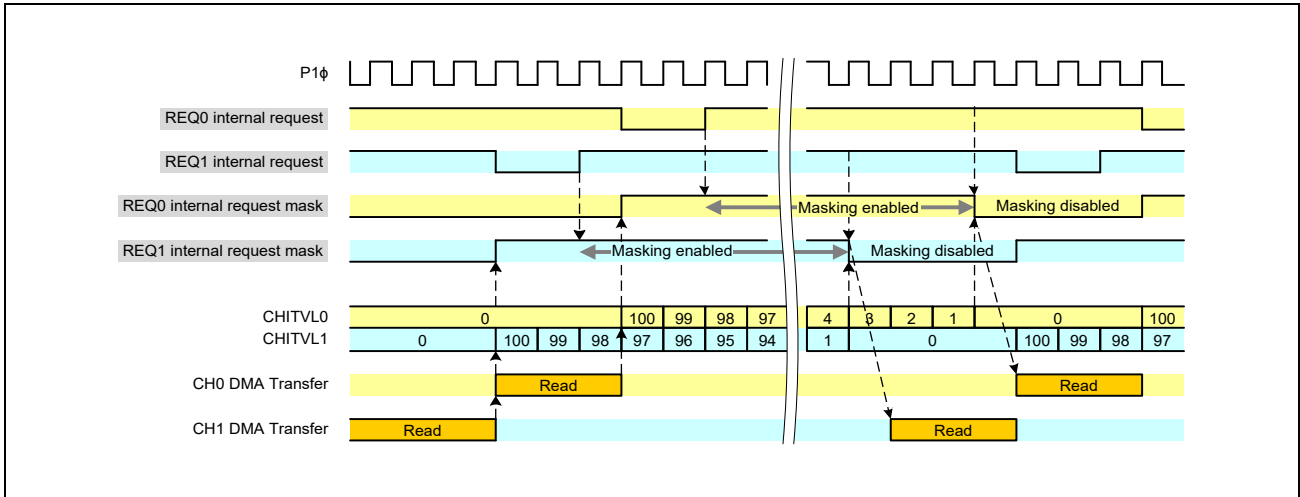 P1ϕ
REQ0 internal request
REQ1 internal request
REQ0 internal request mask
Masking enabled
Masking disabled
REQ1 internal request mask
Masking enabled
Masking disabled
CHITVL0
0 100 99 98 97 4 3 2 1 0 100
CHITVL1
0 100 99 98 97 96 95 94 1 0 100 99 98 97
CH0 DMA Transfer
Read
Read
CH1 DMA Transfer
Read
Read